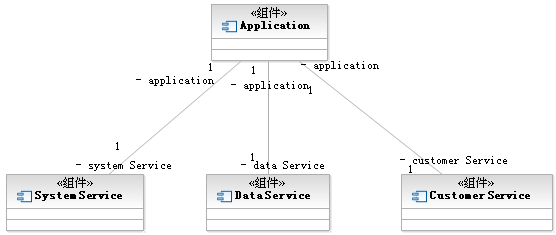 «组件»
Application
1
1
1
- application
- application
- application
1
1
1
- system Service
- data Service
- customer Service
«组件»
SystemService
«组件»
DataService
«组件»
CustomerService